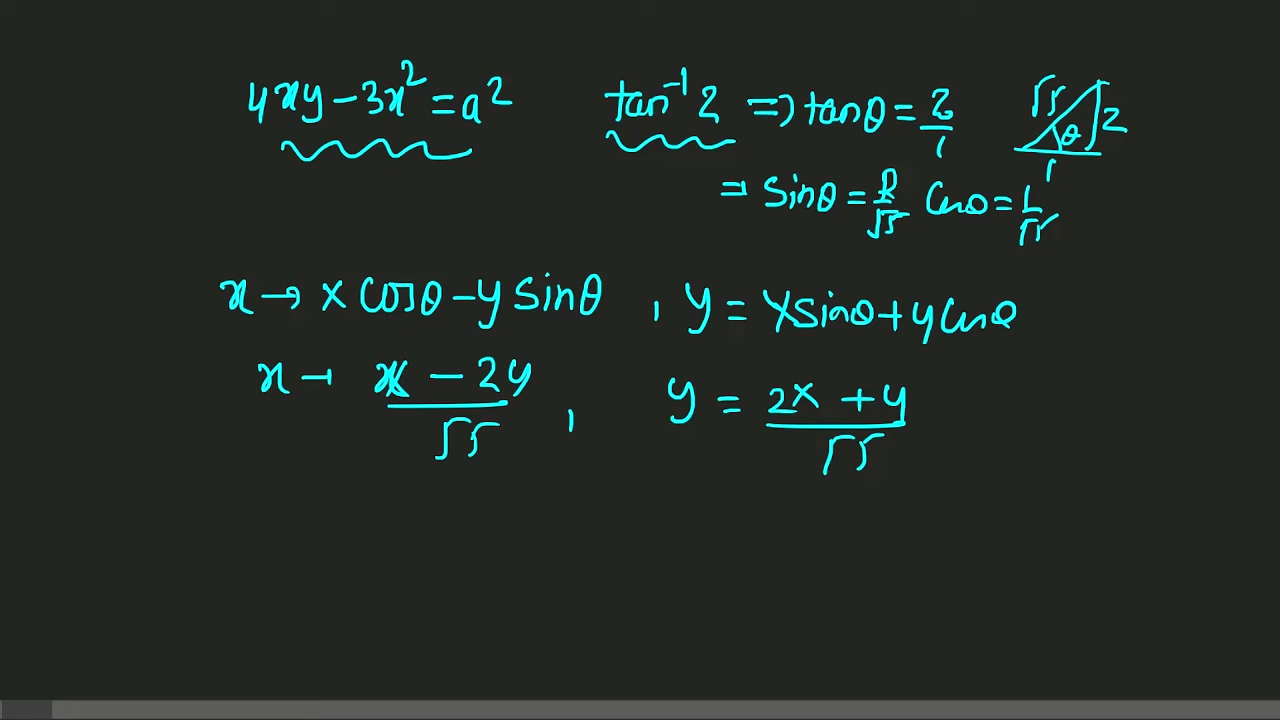 4xy - 3x² = a² tan⁻¹ 2 => tanθ = 2/1 √5 θ 2 1
=> Sinθ = 2/√5 Cosθ = 1/√5
x → x Cosθ - y Sinθ , y = x Sinθ + y Cosθ
x → (x - 2y)/√5 , y = (2x + y)/√5